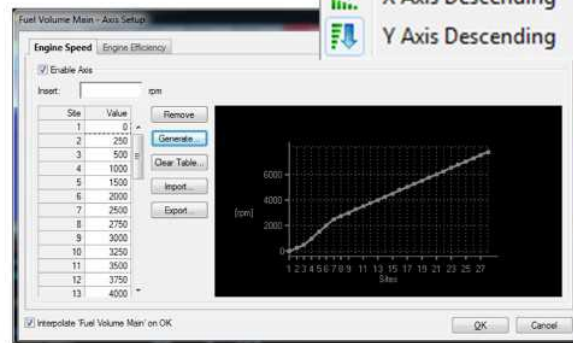 X Axis Descending
Y Axis Descending
Fuel Volume Main - Axis Setup
Engine Speed Engine Efficiency
Enable Axis
Insert: rpm
Site Value
1 0
2 250
3 500
4 1000
5 1500
6 2000
7 2500
8 2750
9 3000
10 3250
11 3500
12 3750
13 4000
Remove
Generate...
Clear Table...
Import...
Export...
6000
4000
2000
0
[rpm]
1 2 3 4 5 6 7 8 9 11 13 15 17 19 21 23 25 27
Sites
Interpolate 'Fuel Volume Main' on OK
OK Cancel